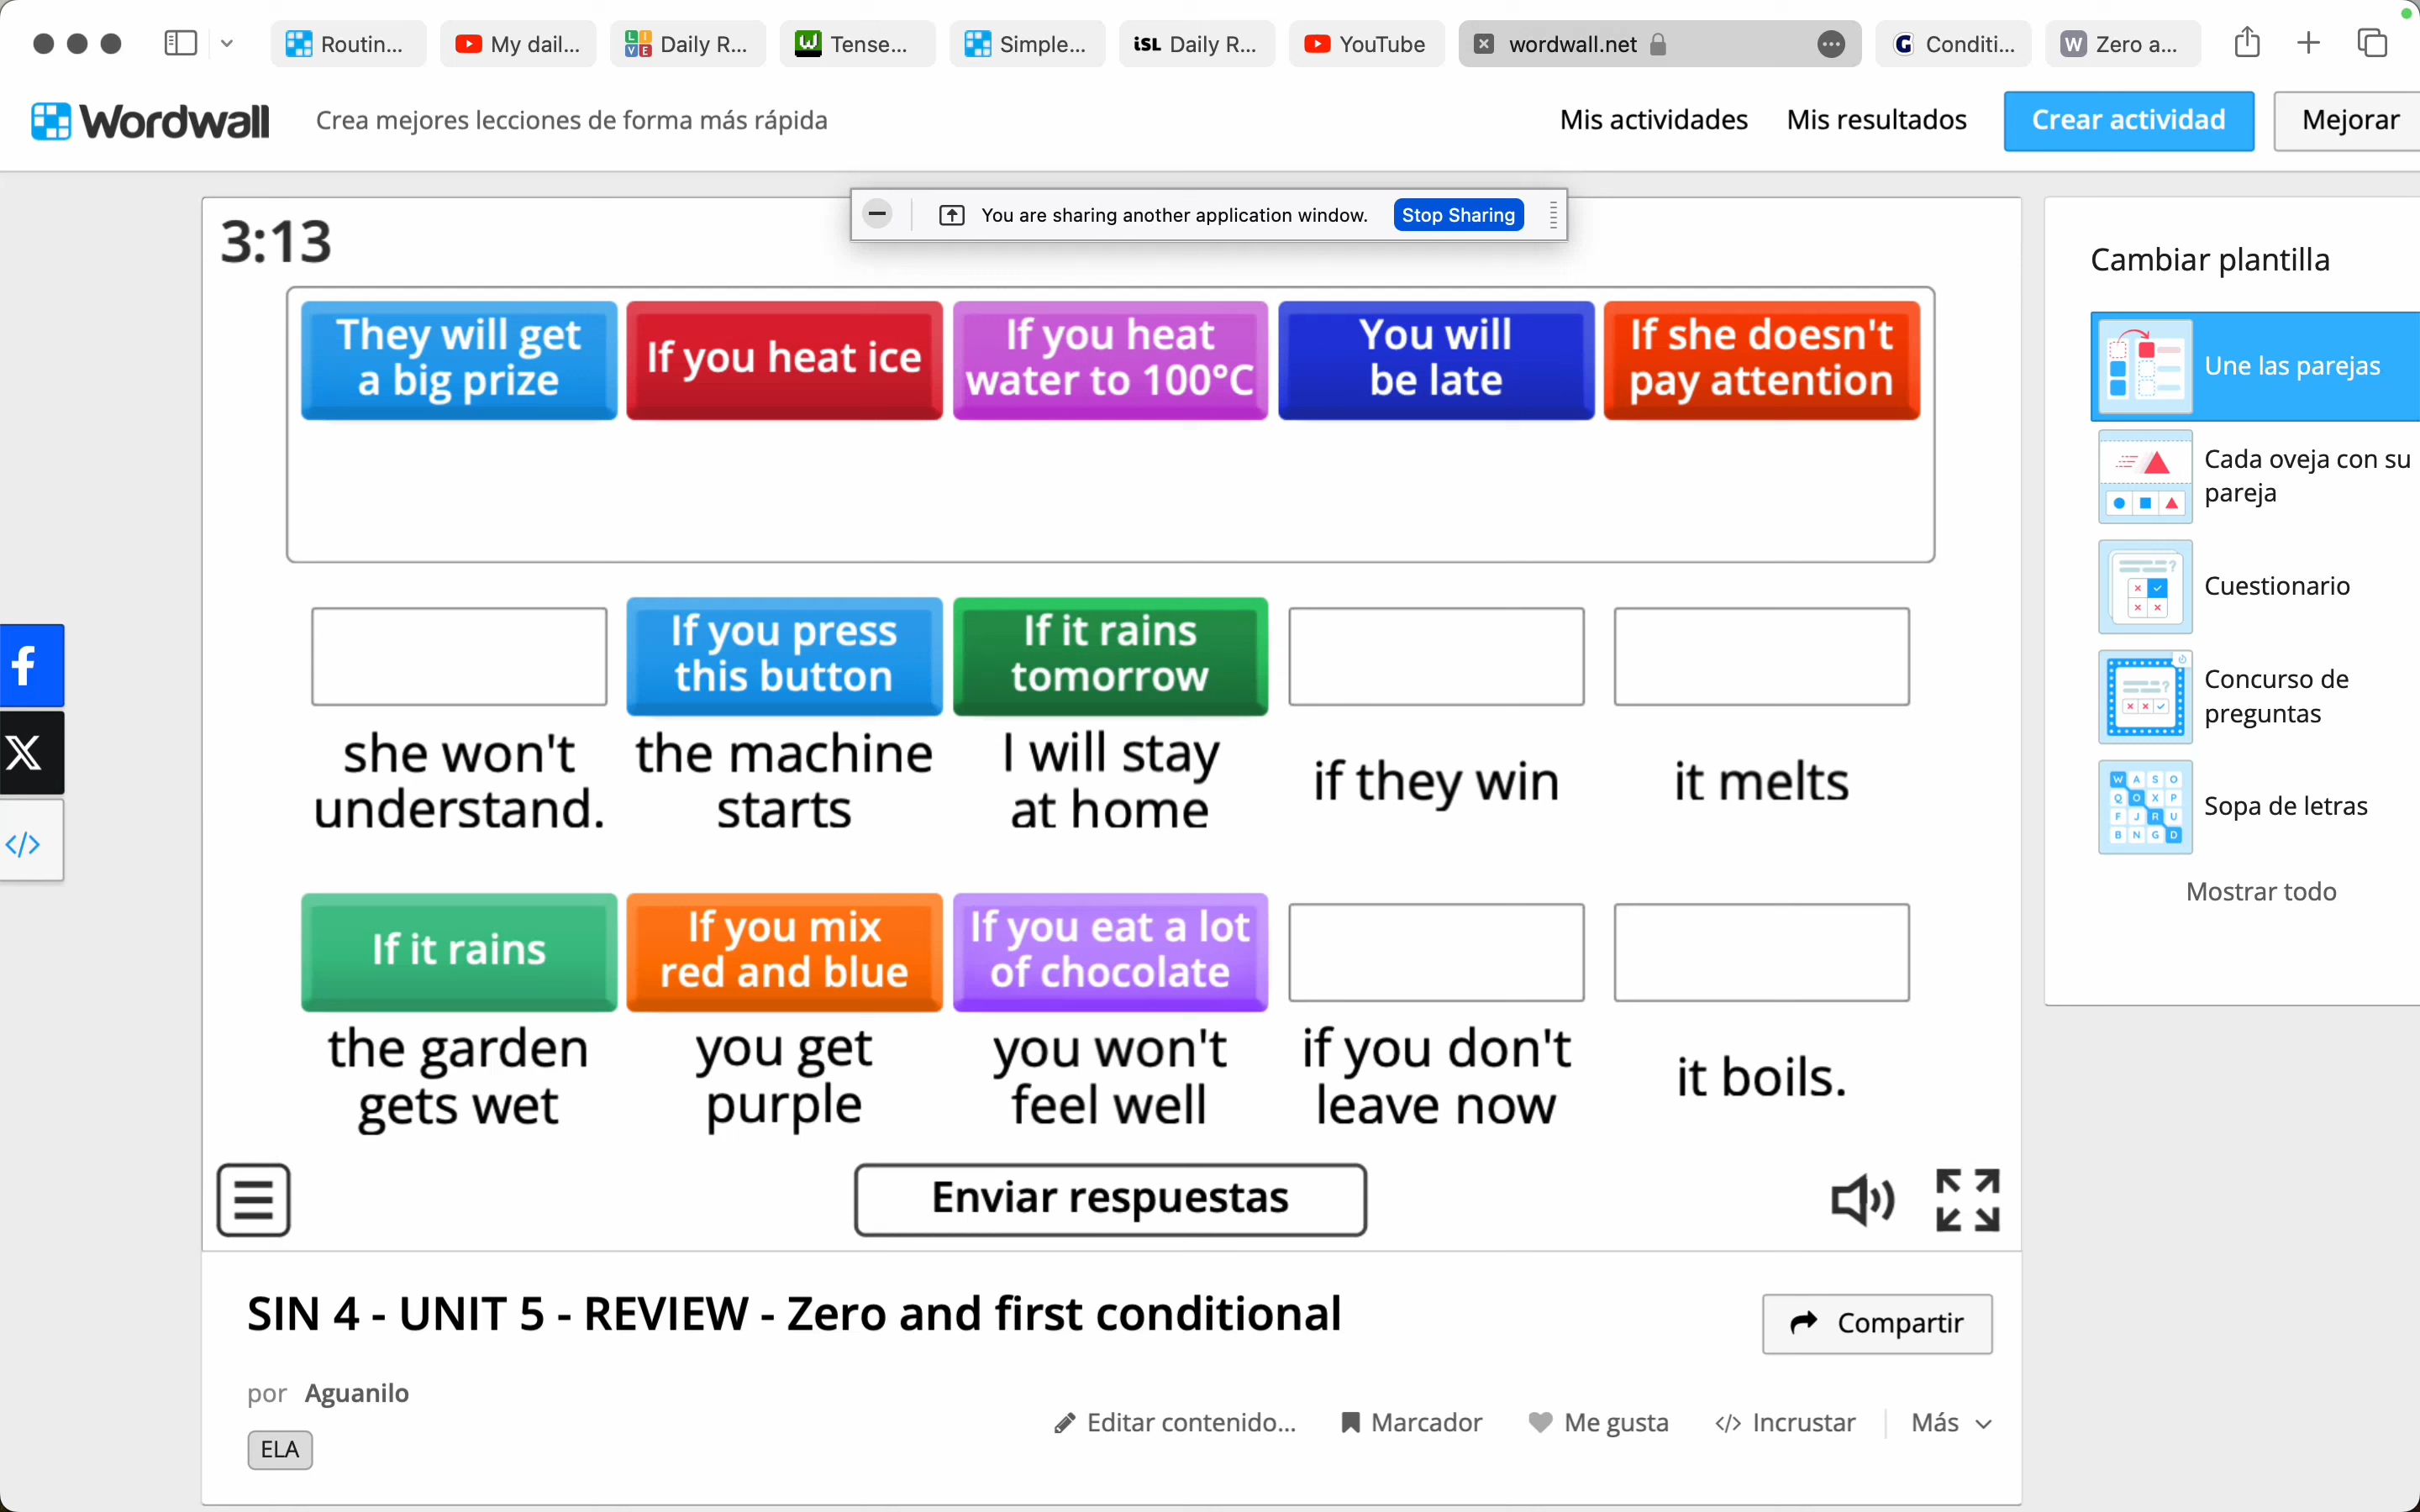 Routin...
My dail...
Daily R...
Tense...
Simple...
iSL Daily R...
YouTube
wordwall.net
Conditi...
Zero a...
Wordwall
Crea mejores lecciones de forma más rápida
Mis actividades
Mis resultados
Crear actividad
Mejorar
You are sharing another application window.
Stop Sharing
3:13
They will get
a big prize
If you heat ice
If you heat
water to 100°C
You will
be late
If she doesn't
pay attention
If you press
this button
If it rains
tomorrow
she won't
understand.
the machine
starts
I will stay
at home
if they win
it melts
If it rains
If you mix
red and blue
If you eat a lot
of chocolate
the garden
gets wet
you get
purple
you won't
feel well
if you don't
leave now
it boils.
Enviar respuestas
Cambiar plantilla
Une las parejas
Cada oveja con su
pareja
Cuestionario
Concurso de
preguntas
Sopa de letras
Mostrar todo
SIN 4 - UNIT 5 - REVIEW - Zero and first conditional
Compartir
por Aguanilo
ELA
Editar contenido...
Marcador
Me gusta
Incrustar
Más